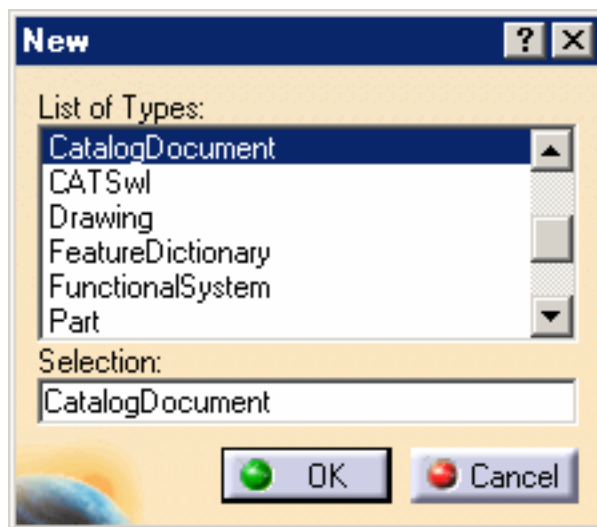 New
List of Types:
CatalogDocument
CATSwl
Drawing
FeatureDictionary
FunctionalSystem
Part
Selection:
CatalogDocument
OK Cancel